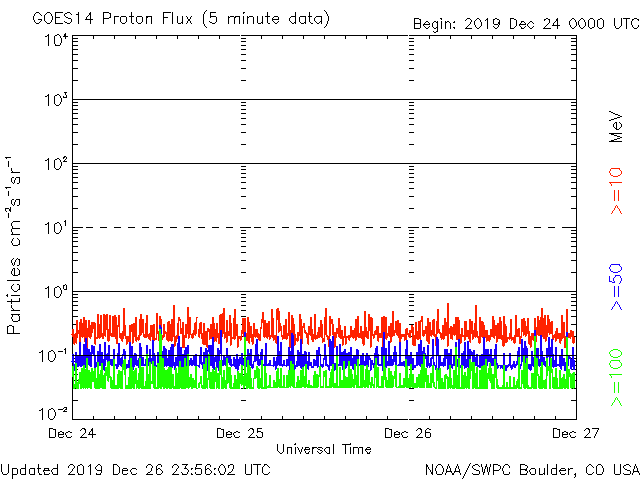 GOES14 Proton Flux (5 minute data)
Begin: 2019 Dec 24 0000 UTC
10⁴
10³
10²
10¹
10⁰
10⁻¹
10⁻²
Particles cm⁻²s⁻¹sr⁻¹
MeV
>=10
>=50
>=100
Dec 24
Dec 25
Dec 26
Dec 27
Universal Time
Updated 2019 Dec 26 23:56:02 UTC
NOAA/SWPC Boulder, CO USA